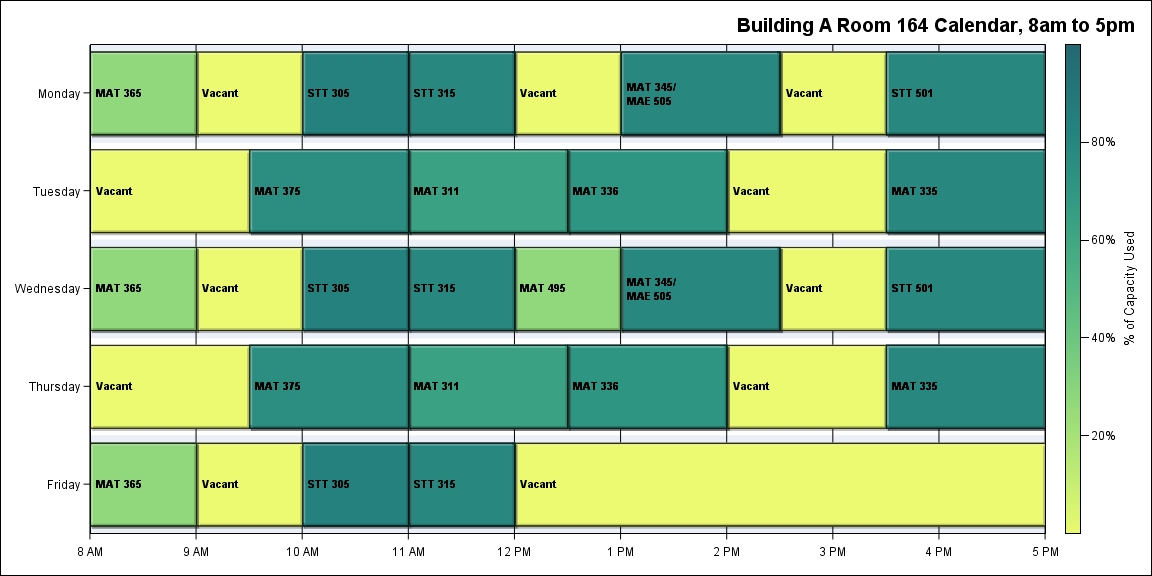 Building A Room 164 Calendar, 8am to 5pm
Monday
MAT 365
Vacant
STT 305
STT 315
Vacant
MAT 345/
MAE 505
Vacant
STT 501
Tuesday
Vacant
MAT 375
MAT 311
MAT 336
Vacant
MAT 335
Wednesday
MAT 365
Vacant
STT 305
STT 315
MAT 495
MAT 345/
MAE 505
Vacant
STT 501
Thursday
Vacant
MAT 375
MAT 311
MAT 336
Vacant
MAT 335
Friday
MAT 365
Vacant
STT 305
STT 315
Vacant
8 AM
9 AM
10 AM
11 AM
12 PM
1 PM
2 PM
3 PM
4 PM
5 PM
80%
60%
40%
20%
% of Capacity Used